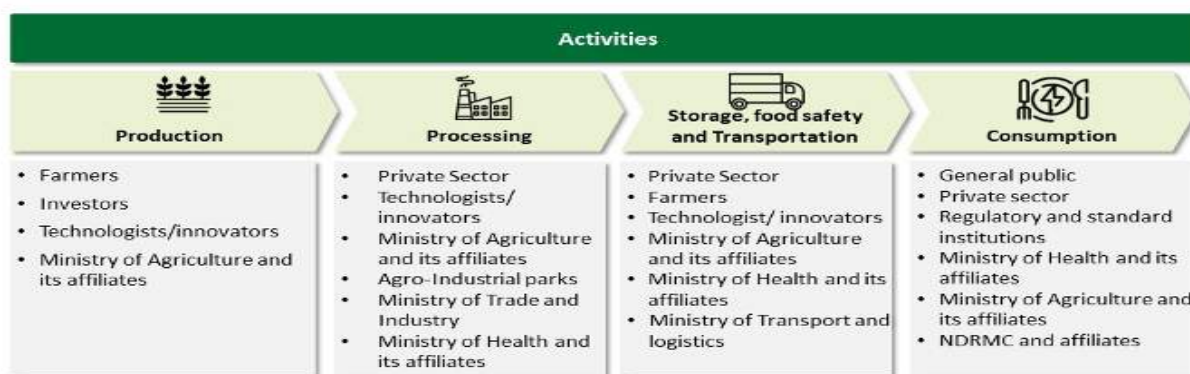 Activities
Production
Processing
Storage, food safety
and Transportation
Consumption
• Farmers
• Investors
• Technologists/innovators
• Ministry of Agriculture and
its affiliates
• Private Sector
• Technologists/
innovators
• Ministry of Agriculture
and its affiliates
• Agro-Industrial parks
• Ministry of Trade and
Industry
• Ministry of Health and
its affiliates
• Private Sector
• Farmers
• Technologist/ innovators
• Ministry of Agriculture
and its affiliates
• Ministry of Health and its
affiliates
• Ministry of Transport and
logistics
• General public
• Private sector
• Regulatory and standard
institutions
• Ministry of Health and its
affiliates
• Ministry of Agriculture and
its affiliates
• NDRMC and affiliates